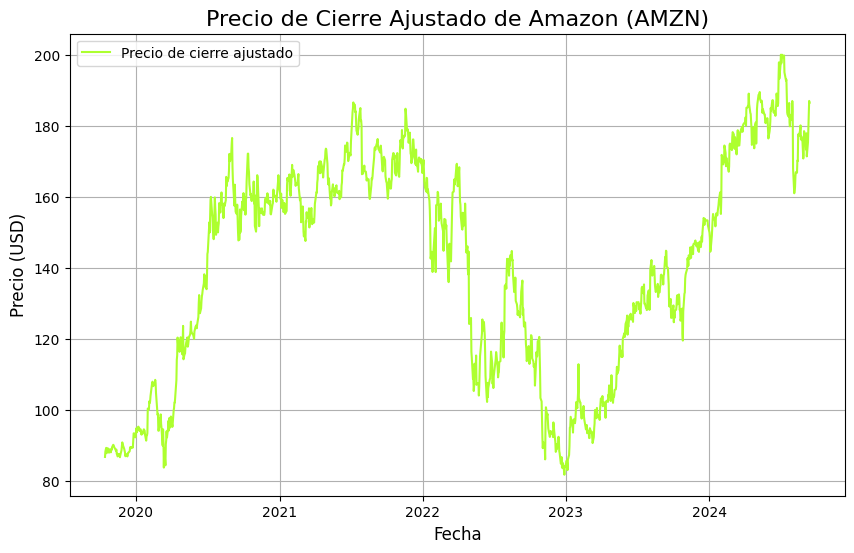 Precio de Cierre Ajustado de Amazon (AMZN)
Precio de cierre ajustado
Precio (USD)
200
180
160
140
120
100
80
2020 2021 2022 2023 2024
Fecha